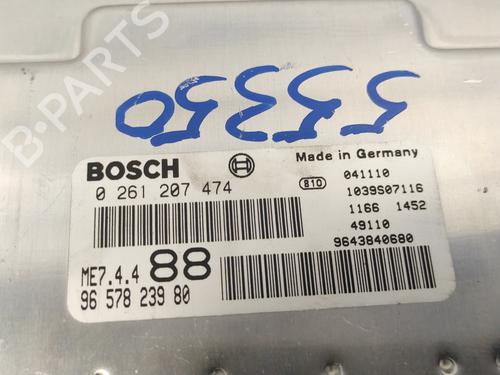 55350
BOSCH
Made in Germany
0 261 207 474
810
041110
1039S07116
1166 1452
49110
9643840680
ME7.4.4 88
96 578 239 80
B-PARTS